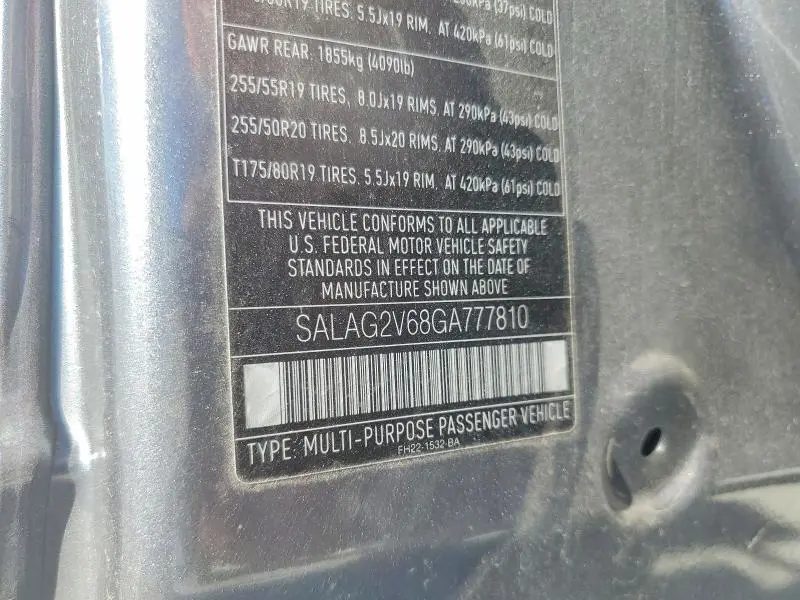 (37psi) COLD
/80R19 TIRES. 5.5Jx19 RIM, AT 420kPa (61psi) COLD
GAWR REAR: 1855kg (4090lb)
255/55R19 TIRES, 8.0Jx19 RIMS, AT 290kPa (43psi) COLD
255/50R20 TIRES, 8.5Jx20 RIMS, AT 290kPa (43psi) COLD
T175/80R19 TIRES. 5.5Jx19 RIM, AT 420kPa (61psi) COLD
THIS VEHICLE CONFORMS TO ALL APPLICABLE
U.S. FEDERAL MOTOR VEHICLE SAFETY
STANDARDS IN EFFECT ON THE DATE OF
MANUFACTURE SHOWN ABOVE
SALAG2V68GA777810
TYPE: MULTI-PURPOSE PASSENGER VEHICLE
FH22-1532-BA